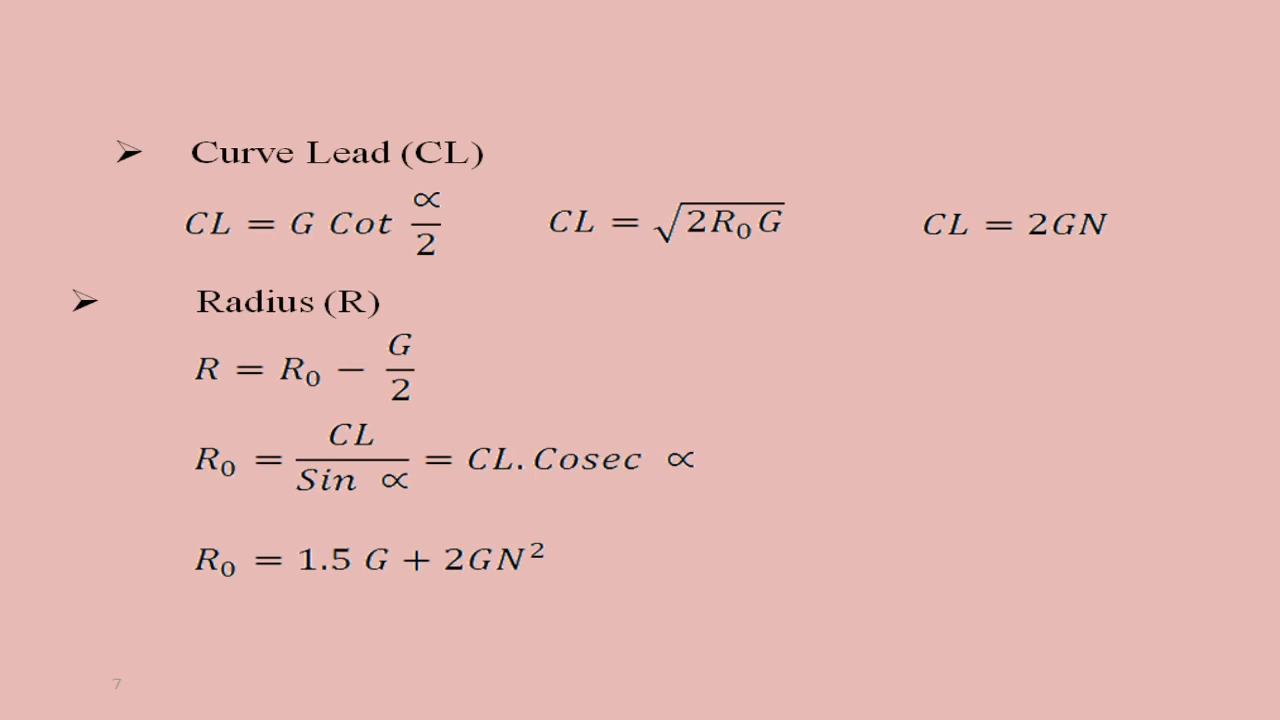 ➢ Curve Lead (CL)
CL = G Cot ∝/2    CL = √(2R₀G)    CL = 2GN
➢ Radius (R)
R = R₀ − G/2
R₀ = CL/Sin ∝ = CL. Cosec ∝
R₀ = 1.5 G + 2GN²
7